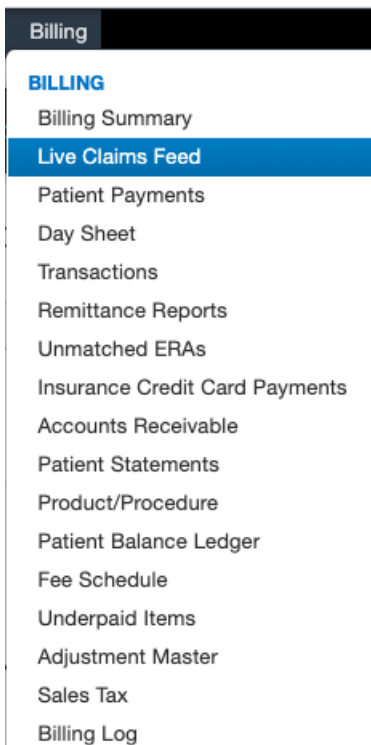 Billing
BILLING
Billing Summary
Live Claims Feed
Patient Payments
Day Sheet
Transactions
Remittance Reports
Unmatched ERAs
Insurance Credit Card Payments
Accounts Receivable
Patient Statements
Product/Procedure
Patient Balance Ledger
Fee Schedule
Underpaid Items
Adjustment Master
Sales Tax
Billing Log